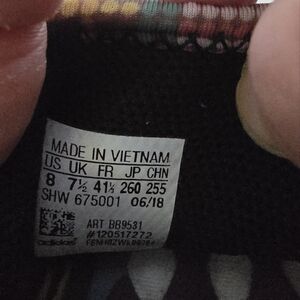 MADE IN VIETNAM
US UK FR JP CHN
8 7½ 41⅓ 260 255
SHW 675001 06/18
ART BB9531
#120517272
adidas